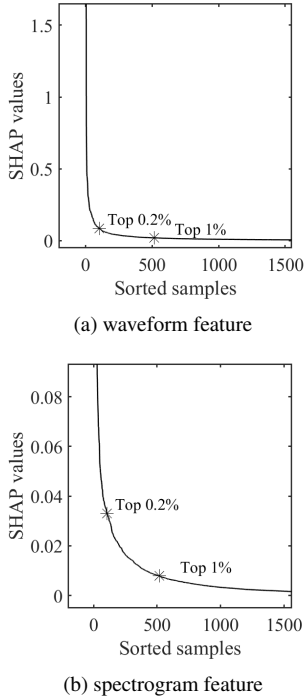 1.5
1
0.5
0
SHAP values
Top 0.2%
Top 1%
0 500 1000 1500
Sorted samples
(a) waveform feature
0.08
0.06
0.04
0.02
0
SHAP values
Top 0.2%
Top 1%
0 500 1000 1500
Sorted samples
(b) spectrogram feature